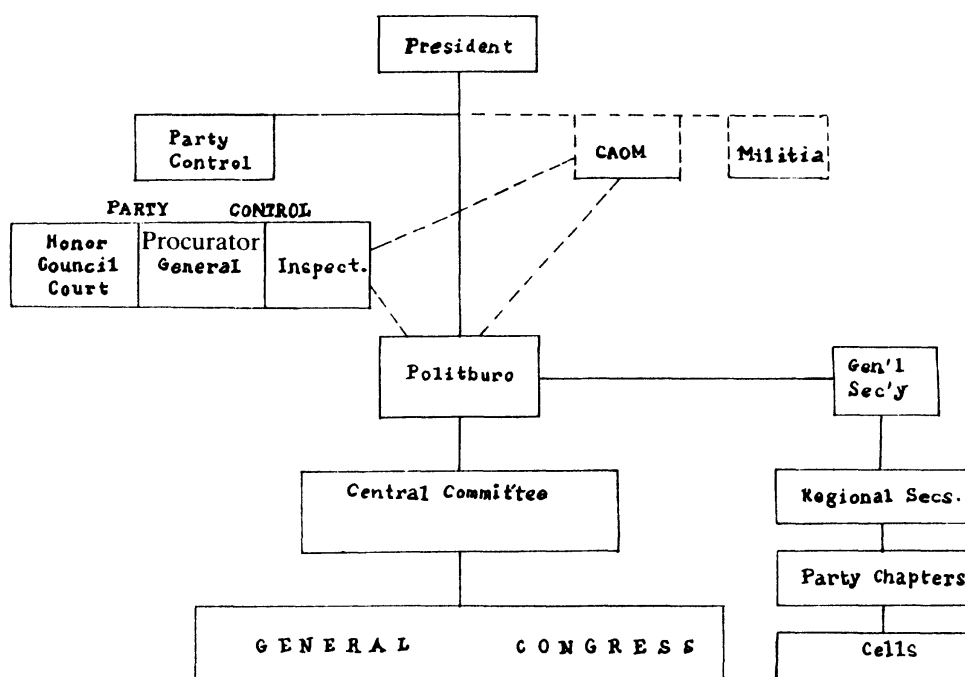 President
Party
Control
CAOM
Militia
PARTY CONTROL
Honor
Council
Court
Procurator
General
Inspect.
Politburo
Gen'l
Sec'y
Central Committee
Regional Secs.
Party Chapters
GENERAL CONGRESS
Cells